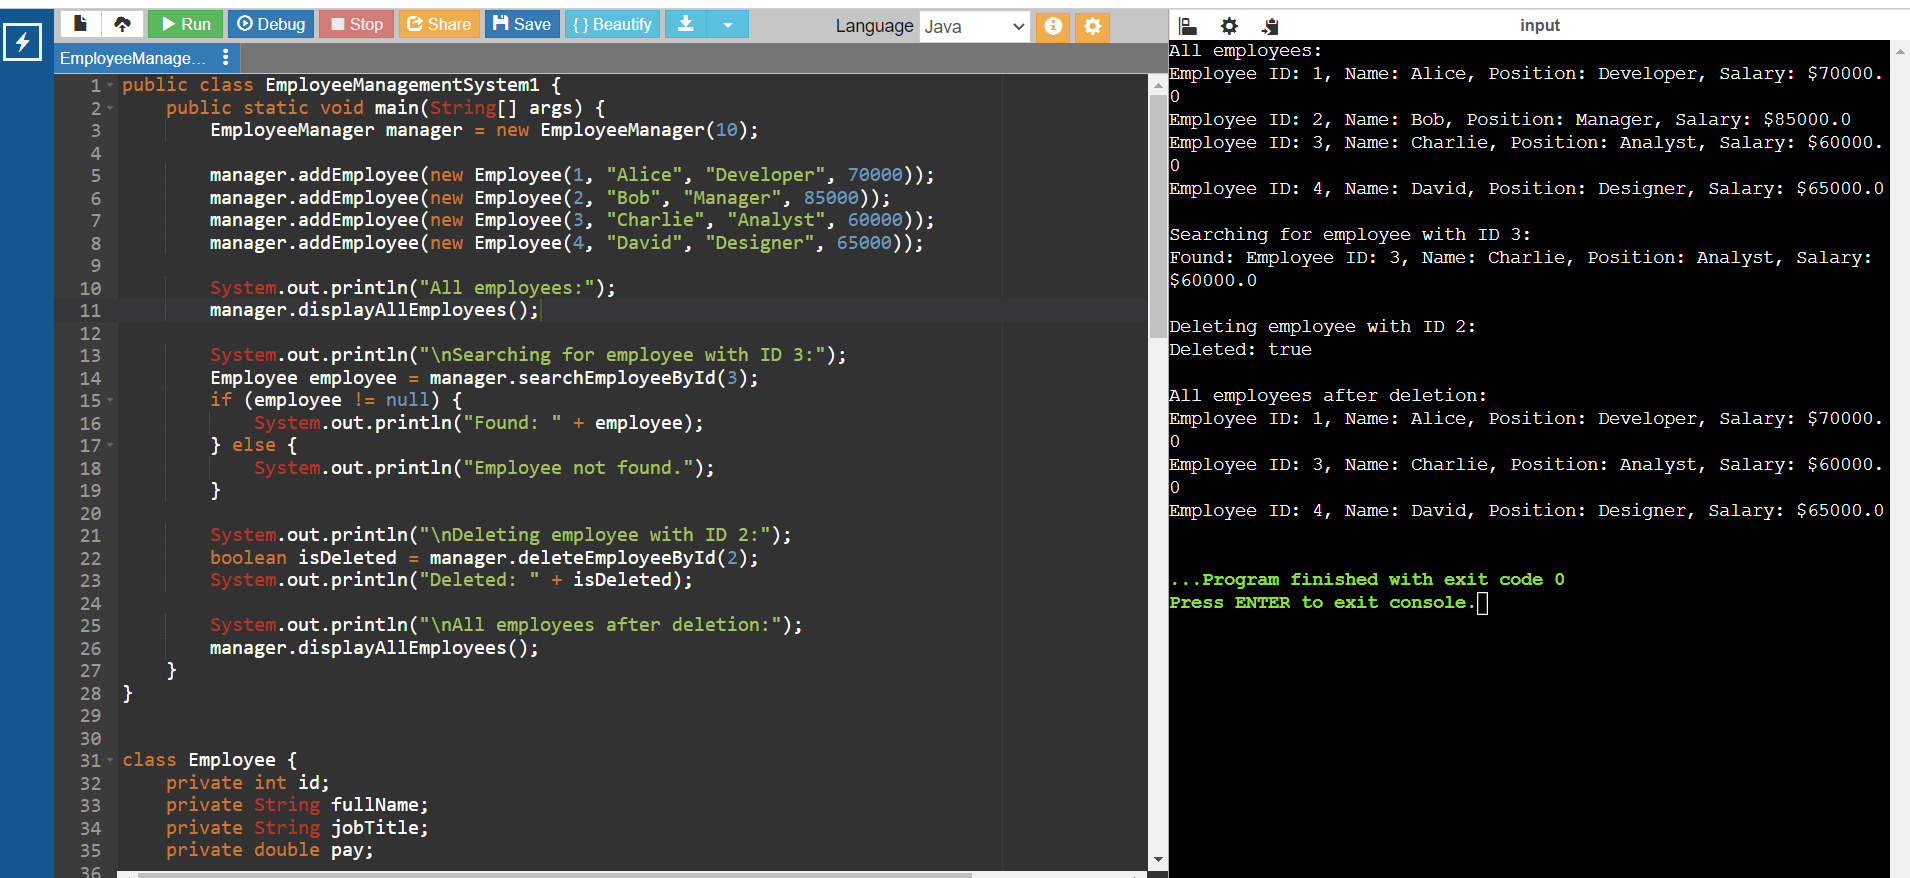 Run Debug Stop Share Save { } Beautify Language Java
EmployeeManage...
1 public class EmployeeManagementSystem1 {
2 public static void main(String[] args) {
3 EmployeeManager manager = new EmployeeManager(10);
4
5 manager.addEmployee(new Employee(1, "Alice", "Developer", 70000));
6 manager.addEmployee(new Employee(2, "Bob", "Manager", 85000));
7 manager.addEmployee(new Employee(3, "Charlie", "Analyst", 60000));
8 manager.addEmployee(new Employee(4, "David", "Designer", 65000));
9
10 System.out.println("All employees:");
11 manager.displayAllEmployees();
12
13 System.out.println("\nSearching for employee with ID 3:");
14 Employee employee = manager.searchEmployeeById(3);
15 if (employee != null) {
16 System.out.println("Found: " + employee);
17 } else {
18 System.out.println("Employee not found.");
19 }
20
21 System.out.println("\nDeleting employee with ID 2:");
22 boolean isDeleted = manager.deleteEmployeeById(2);
23 System.out.println("Deleted: " + isDeleted);
24
25 System.out.println("\nAll employees after deletion:");
26 manager.displayAllEmployees();
27 }
28 }
29
30
31 class Employee {
32 private int id;
33 private String fullName;
34 private String jobTitle;
35 private double pay;
36
input
All employees:
Employee ID: 1, Name: Alice, Position: Developer, Salary: $70000.
0
Employee ID: 2, Name: Bob, Position: Manager, Salary: $85000.0
Employee ID: 3, Name: Charlie, Position: Analyst, Salary: $60000.
0
Employee ID: 4, Name: David, Position: Designer, Salary: $65000.0
Searching for employee with ID 3:
Found: Employee ID: 3, Name: Charlie, Position: Analyst, Salary:
$60000.0
Deleting employee with ID 2:
Deleted: true
All employees after deletion:
Employee ID: 1, Name: Alice, Position: Developer, Salary: $70000.
0
Employee ID: 3, Name: Charlie, Position: Analyst, Salary: $60000.
0
Employee ID: 4, Name: David, Position: Designer, Salary: $65000.0
...Program finished with exit code 0
Press ENTER to exit console.